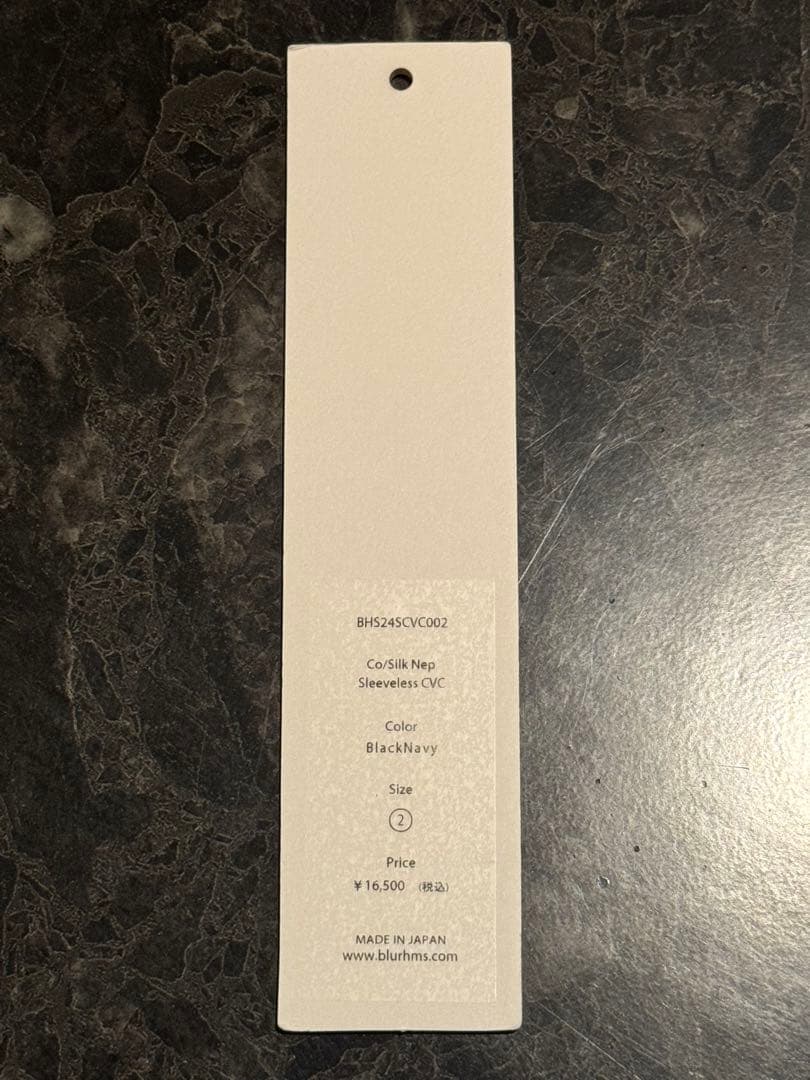 BHS24SCVC002
Co/Silk Nep
Sleeveless CVC
Color
BlackNavy
Size
2
Price
¥16,500 (税込)
MADE IN JAPAN
www.blurhms.com